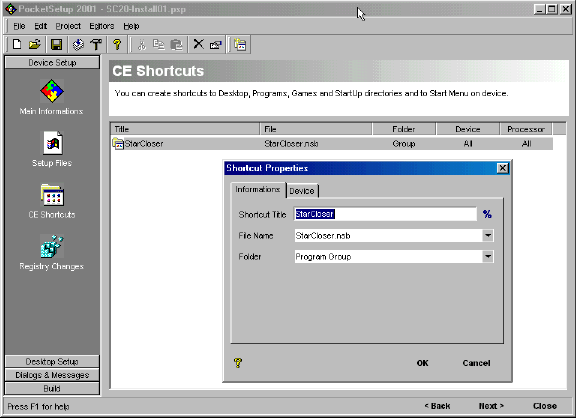 PocketSetup 2001 - SC20-Install01.psp
File Edit Project Editors Help
Device Setup
Main Informations
Setup Files
CE Shortcuts
Registry Changes
Desktop Setup
Dialogs & Messages
Build
CE Shortcuts
You can create shortcuts to Desktop, Programs, Games and StartUp directories and to Start Menu on device.
Title File Folder Device Processor
StarCloser StarCloser.nsb Group All All
Shortcut Properties
Informations Device
Shortcut Title StarCloser %
File Name StarCloser.nsb
Folder Program Group
OK Cancel
Press F1 for help
< Back Next > Close